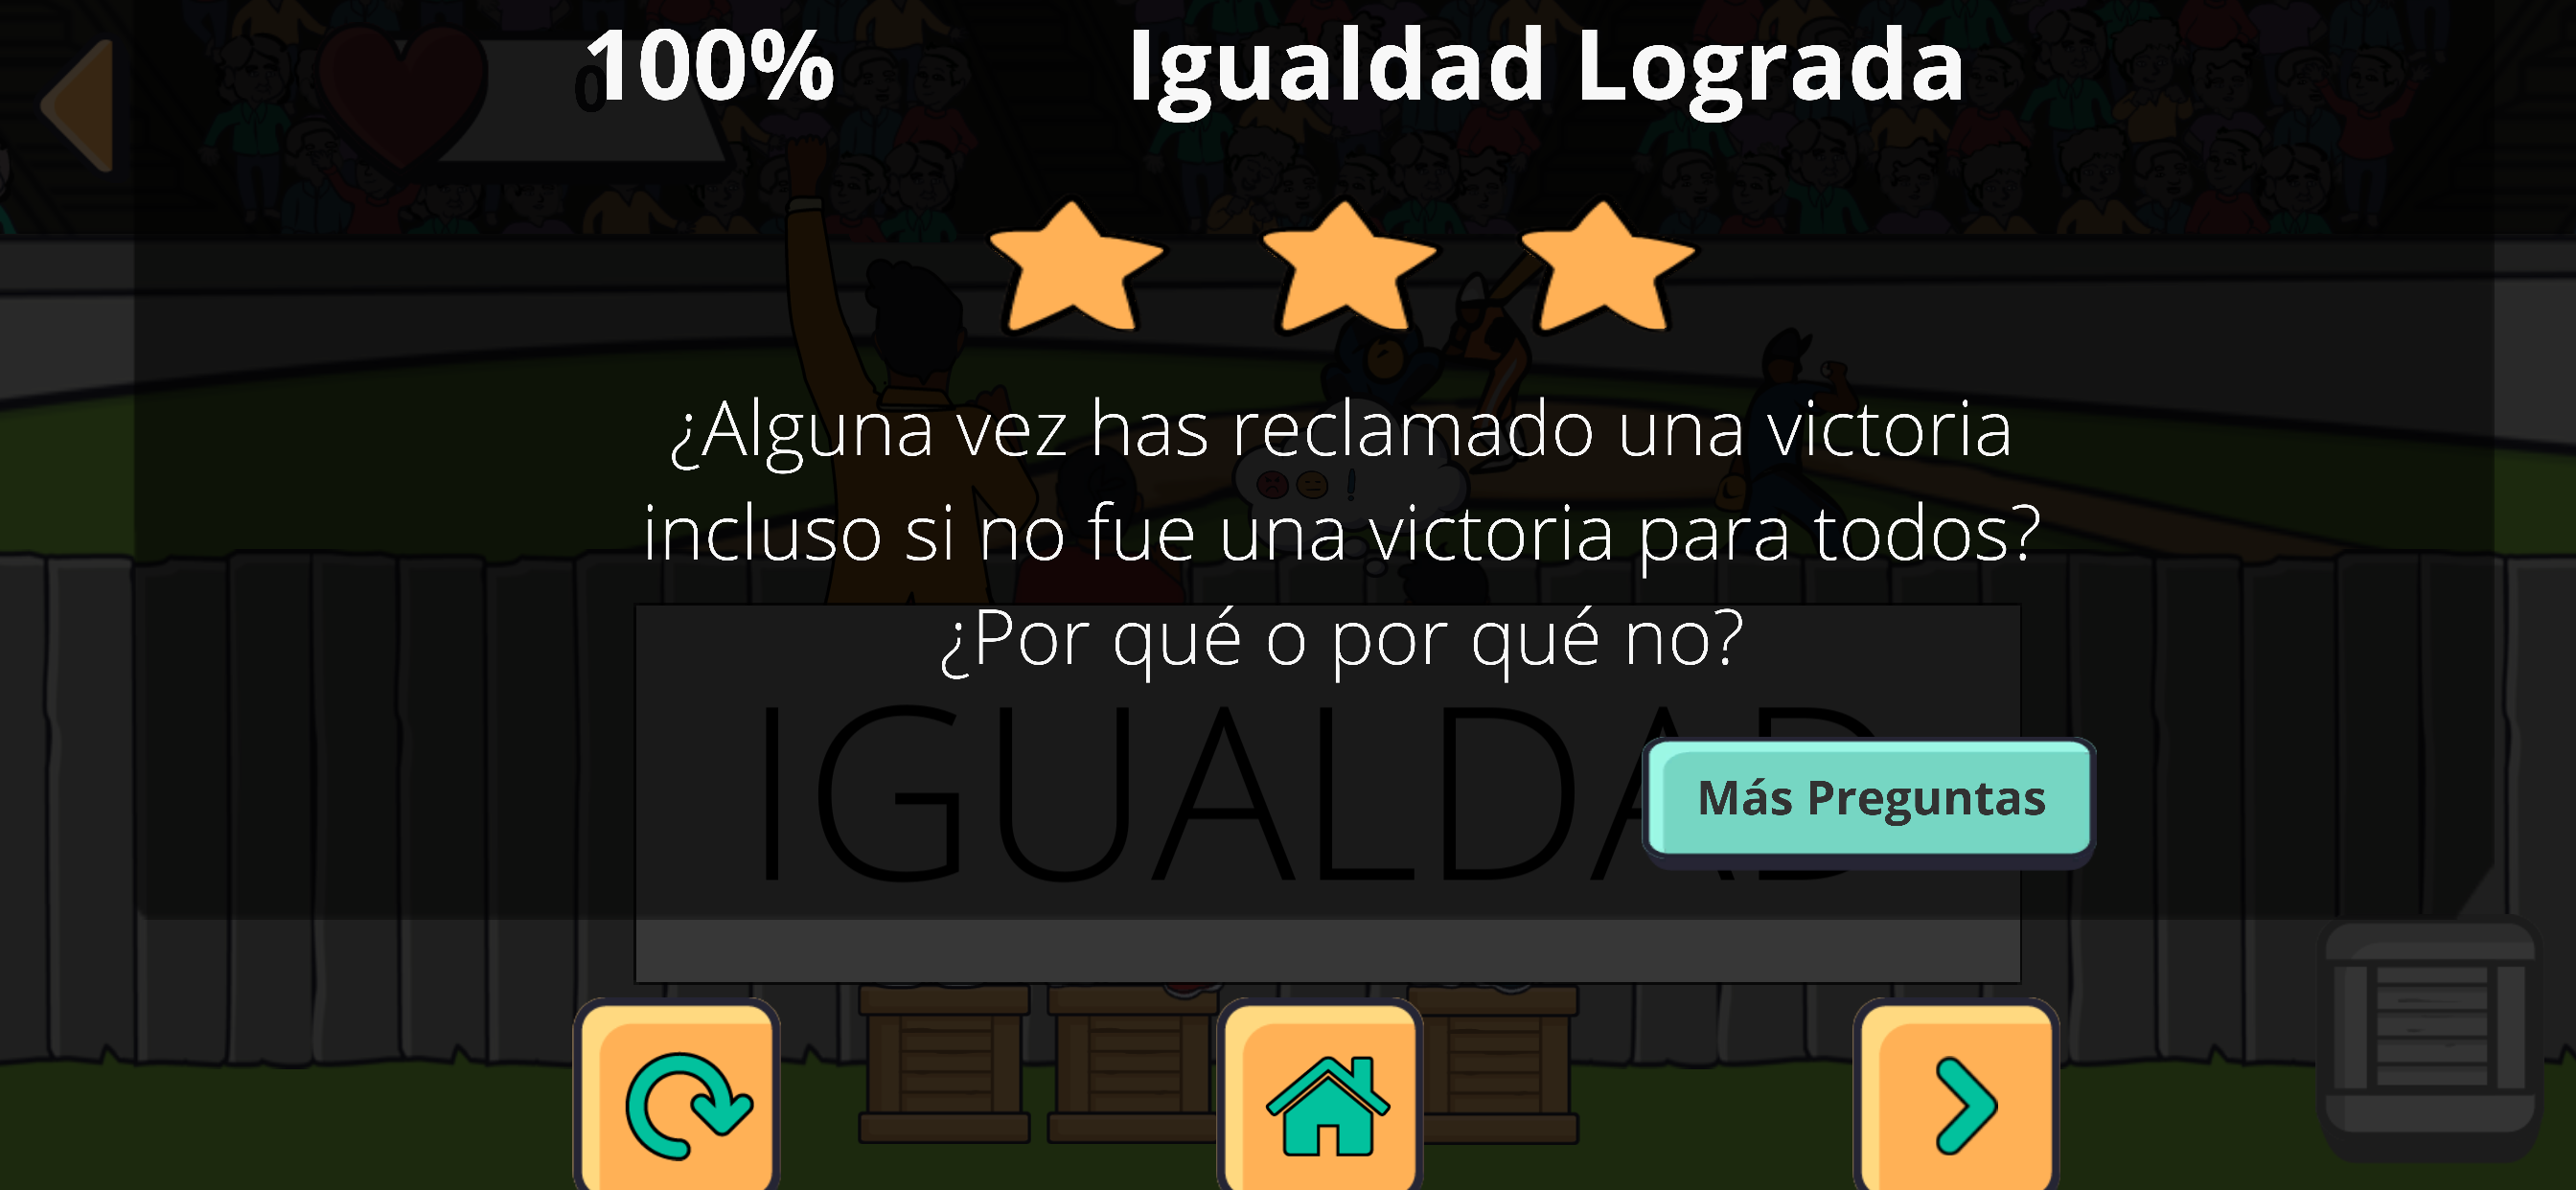 0
100%
Igualdad Lograda
¿Alguna vez has reclamado una victoria
incluso si no fue una victoria para todos?
¿Por qué o por qué no?
IGUALDAD
Más Preguntas